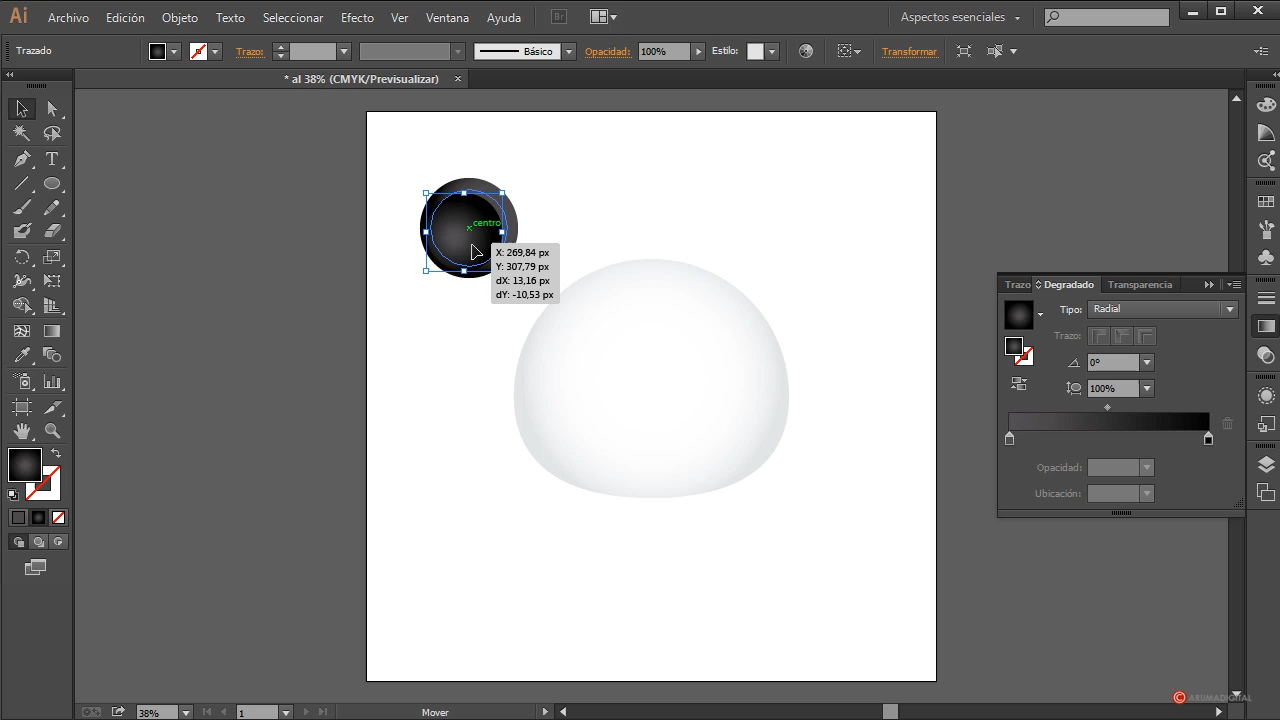 Ai Archivo Edición Objeto Texto Seleccionar Efecto Ver Ventana Ayuda Br Aspectos esenciales
Trazado Trazo: Básico Opacidad: 100% Estilo: Transformar
* al 38% (CMYK/Previsualizar) ×
centro
X: 269,84 px
Y: 307,79 px
dX: 13,16 px
dY: -10,53 px
Trazo Degradado Transparencia
Tipo: Radial
Trazo:
0°
100%
Opacidad:
Ubicación:
© ARUMADIGITAL
38% 1 Mover